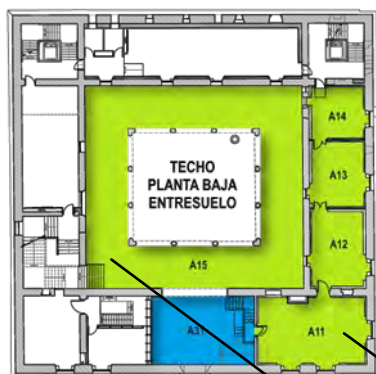 A14
TECHO
PLANTA BAJA
ENTRESUELO
A13
A12
A15
A31
A11